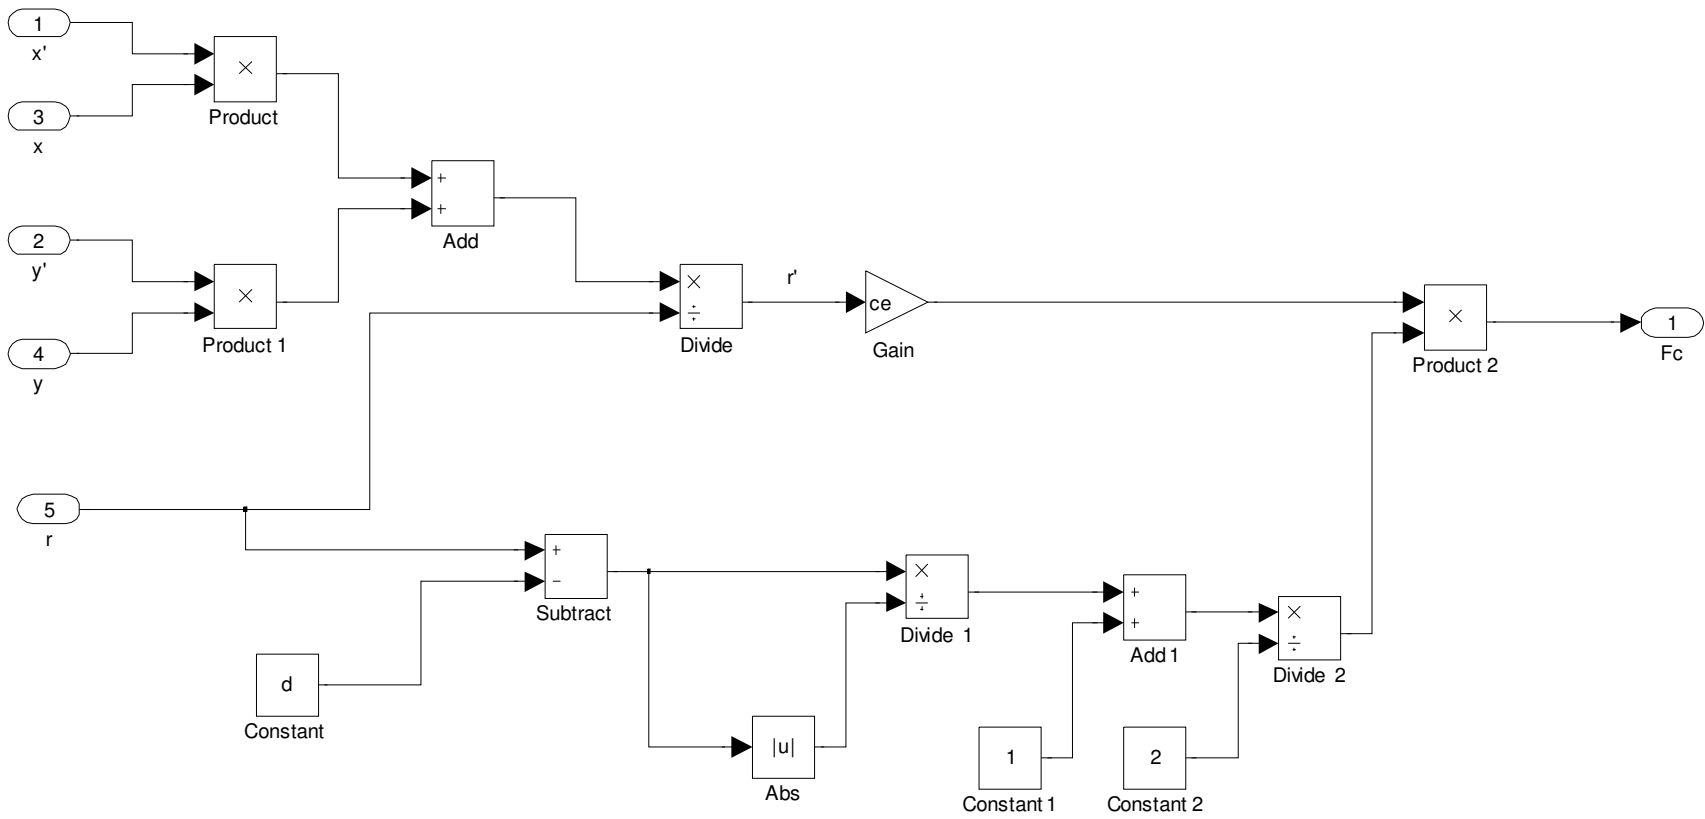 1
x'
×
Product
3
x
+
+
Add
2
y'
×
Product 1
4
y
×
÷
Divide
r'
ce
Gain
×
Product 2
1
Fc
5
r
+
−
Subtract
d
Constant
|u|
Abs
×
÷
Divide 1
+
+
Add 1
1
Constant 1
×
÷
Divide 2
2
Constant 2